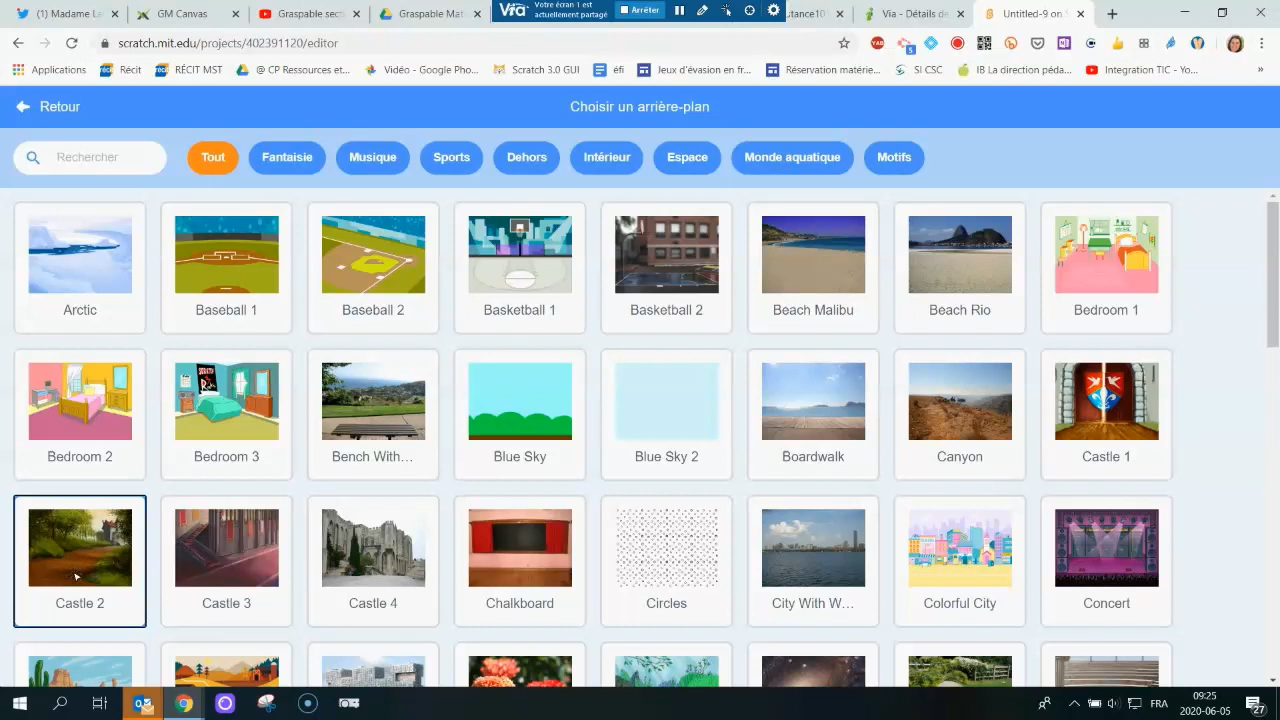 (1) T
GM
C
Graspable
Graspable Mat
Via
Votre écran 1 est
actuellement partagé
Arrêter
utance10
Via - Détails de
Untitled-9 on
scratch.mit.edu/projects/402391120/editor
YAD
5
Applications
Récit
RÉCIT MST
@ CP Ressources et...
Vidéo - Google Pho...
Scratch 3.0 GUI
éfi
Jeux d'évasion en fr...
Réservation matérie...
SI CSC
IB La direction péda...
Integration TIC - Yo...
»
Retour
Choisir un arrière-plan
Rechercher
Tout
Fantaisie
Musique
Sports
Dehors
Intérieur
Espace
Monde aquatique
Motifs
Arctic
Baseball 1
Baseball 2
Basketball 1
Basketball 2
Beach Malibu
Beach Rio
Bedroom 1
Bedroom 2
Bedroom 3
Bench With...
Blue Sky
Blue Sky 2
Boardwalk
Canyon
Castle 1
Castle 2
Castle 3
Castle 4
Chalkboard
Circles
City With W...
Colorful City
Concert
FRA
09:25
2020-06-05
27